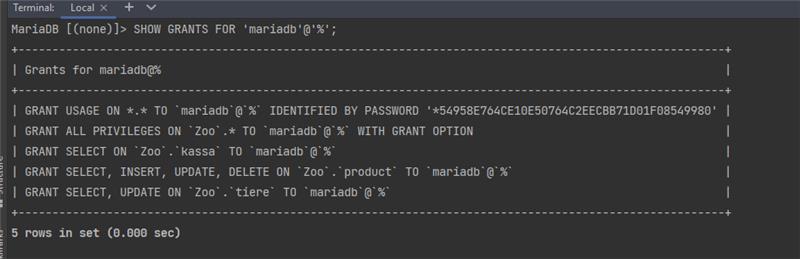 Terminal: Local × + ∨
MariaDB [(none)]> SHOW GRANTS FOR 'mariadb'@'%';
+-----------------------------------------------------------------------------------------------------------+
| Grants for mariadb@% |
+-----------------------------------------------------------------------------------------------------------+
| GRANT USAGE ON *.* TO `mariadb`@`%` IDENTIFIED BY PASSWORD '*54958E764CE10E50764C2EECBB71D01F08549980' |
| GRANT ALL PRIVILEGES ON `Zoo`.* TO `mariadb`@`%` WITH GRANT OPTION |
| GRANT SELECT ON `Zoo`.`kassa` TO `mariadb`@`%` |
| GRANT SELECT, INSERT, UPDATE, DELETE ON `Zoo`.`product` TO `mariadb`@`%` |
| GRANT SELECT, UPDATE ON `Zoo`.`tiere` TO `mariadb`@`%` |
+-----------------------------------------------------------------------------------------------------------+
5 rows in set (0.000 sec)
Structure